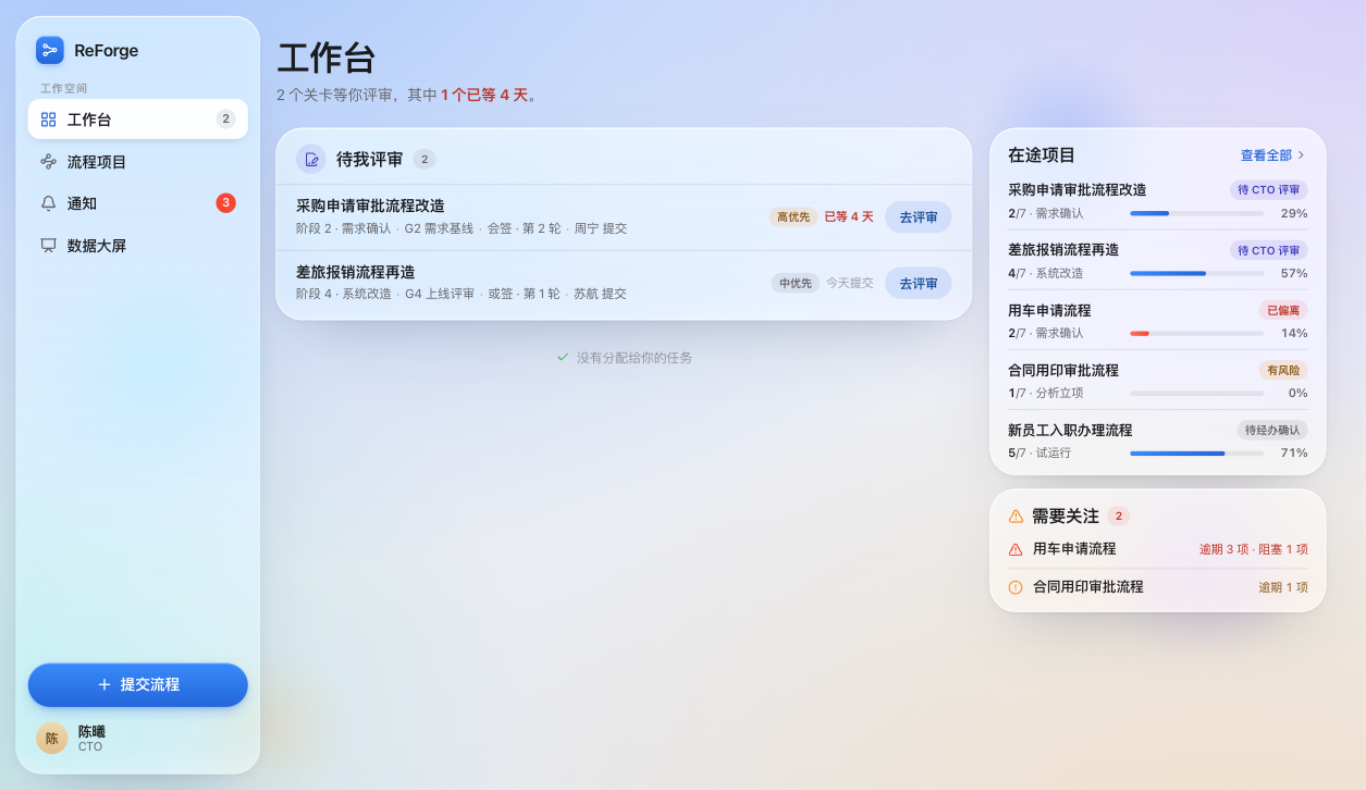 ReForge
工作空间
工作台 2
流程项目
通知 3
数据大屏
提交流程
陈 陈曦
CTO
工作台
2 个关卡等你评审，其中 1 个已等 4 天。
待我评审 2
采购申请审批流程改造
阶段 2 · 需求确认 · G2 需求基线 · 会签 · 第 2 轮 · 周宁 提交
高优先 已等 4 天 去评审
差旅报销流程再造
阶段 4 · 系统改造 · G4 上线评审 · 或签 · 第 1 轮 · 苏航 提交
中优先 今天提交 去评审
没有分配给你的任务
在途项目 查看全部
采购申请审批流程改造 待 CTO 评审
2/7 · 需求确认 29%
差旅报销流程再造 待 CTO 评审
4/7 · 系统改造 57%
用车申请流程 已偏离
2/7 · 需求确认 14%
合同用印审批流程 有风险
1/7 · 分析立项 0%
新员工入职办理流程 待经办确认
5/7 · 试运行 71%
需要关注 2
用车申请流程 逾期 3 项 · 阻塞 1 项
合同用印审批流程 逾期 1 项